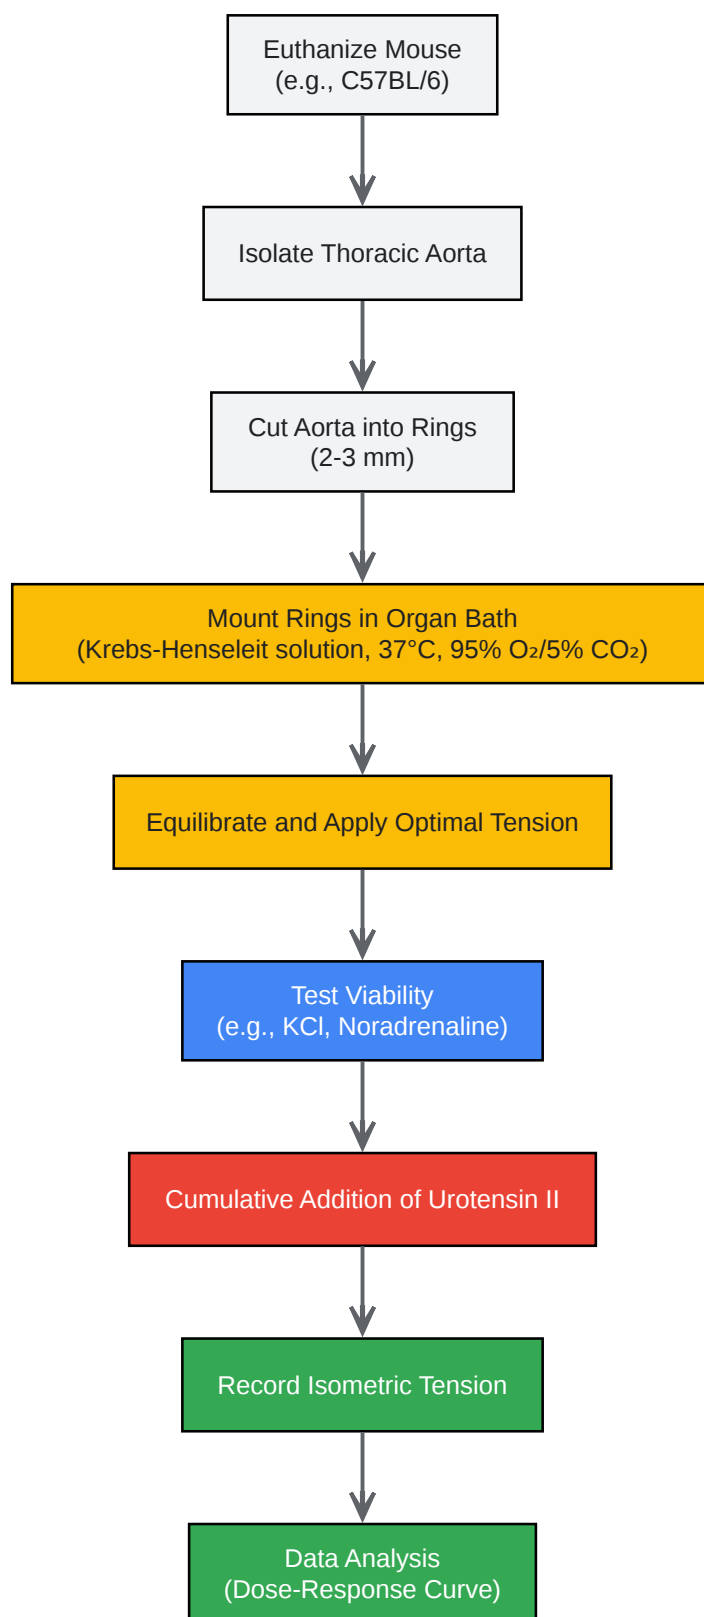 Euthanize Mouse
(e.g., C57BL/6)
Isolate Thoracic Aorta
Cut Aorta into Rings
(2-3 mm)
Mount Rings in Organ Bath
(Krebs-Henseleit solution, 37°C, 95% O₂/5% CO₂)
Equilibrate and Apply Optimal Tension
Test Viability
(e.g., KCl, Noradrenaline)
Cumulative Addition of Urotensin II
Record Isometric Tension
Data Analysis
(Dose-Response Curve)